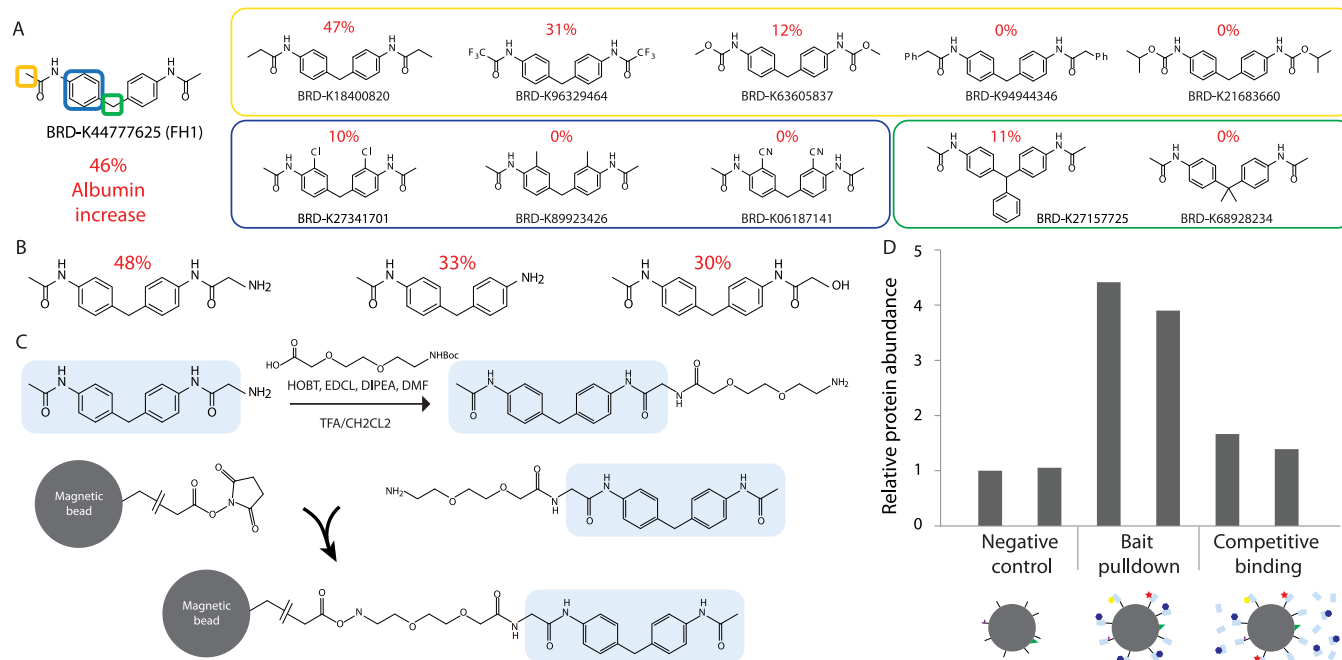 A
BRD-K44777625 (FH1)
46%
Albumin
increase
47%
BRD-K18400820
31%
BRD-K96329464
12%
BRD-K63605837
0%
BRD-K94944346
0%
BRD-K21683660
10%
BRD-K27341701
0%
BRD-K89923426
0%
BRD-K06187141
11%
BRD-K27157725
0%
BRD-K68928234
B
48%
33%
30%
C
HOBT, EDCL, DIPEA, DMF
TFA/CH2CL2
Magnetic
bead
Magnetic
bead
D
Relative protein abundance
5
4
3
2
1
0
Negative
control
Bait
pulldown
Competitive
binding